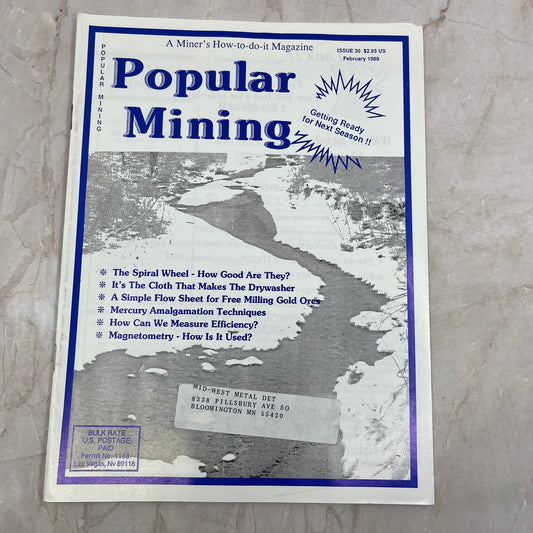 A Miner's How-to-do-it Magazine
ISSUE 30 $2.95 US
February 1989
POPULAR MINING
Popular
Mining
Getting Ready
for Next Season !!
❈ The Spiral Wheel - How Good Are They?
❈ It's The Cloth That Makes The Drywasher
❈ A Simple Flow Sheet for Free Milling Gold Ores
❈ Mercury Amalgamation Techniques
❈ How Can We Measure Efficiency?
❈ Magnetometry - How Is It Used?
MID-WEST METAL DET
8338 PILLSBURY AVE SO
BLOOMINGTON MN 55420
BULK RATE
U.S. POSTAGE
PAID
Permit No. 1168
Las Vegas, Nv 89118